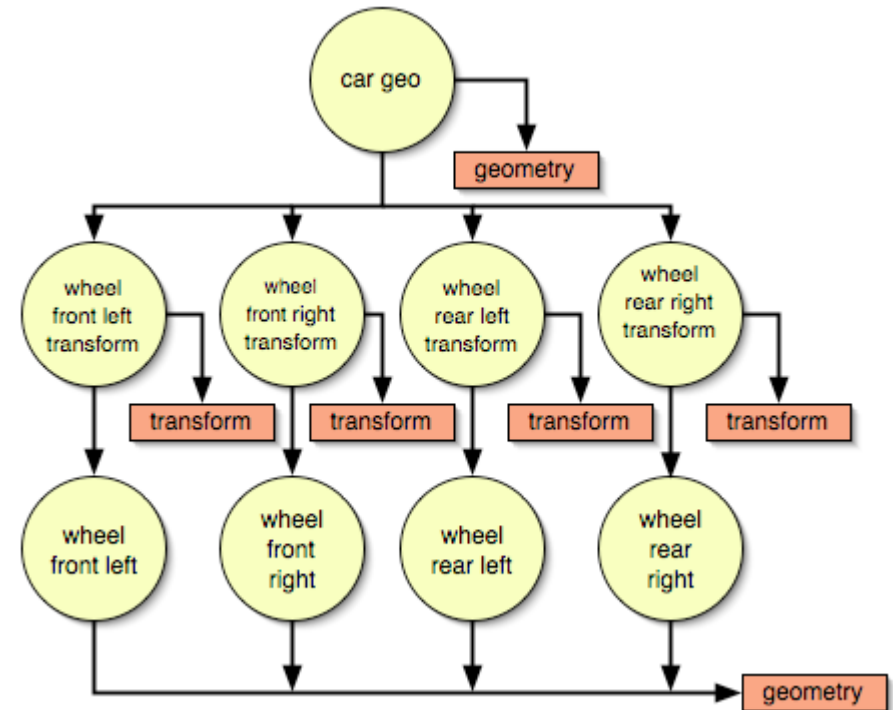 car geo
geometry
wheel
front left
transform
wheel
front right
transform
wheel
rear left
transform
wheel
rear right
transform
transform
transform
transform
transform
wheel
front left
wheel
front
right
wheel
rear left
wheel
rear
right
geometry